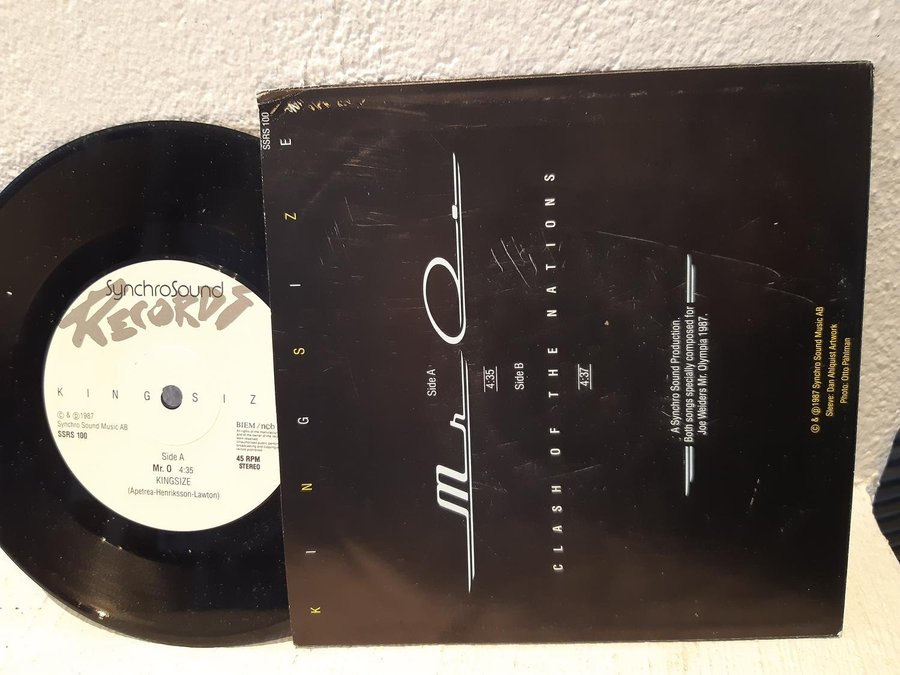 SynchroSound
RECORDS
K I N G S I Z
© & ℗ 1987
Synchro Sound Music AB
SSRS 100
BIEM / ncb
45 RPM
STEREO
Side A
Mr. O 4:35
KINGSIZE
(Apetrea-Henriksson-Lawton)
SSRS 100
K I N G S I Z E
Mr O.
Side A
4:35
Side B
CLASH OF THE NATIONS
4:37
A Synchro Sound Production.
Both songs specially composed for
Joe Weiders Mr. Olympia 1987.
© & ℗ 1987 Synchro Sound Music AB
Sleeve: Dan Ahlquist Artwork
Photo: Otto Påhlman